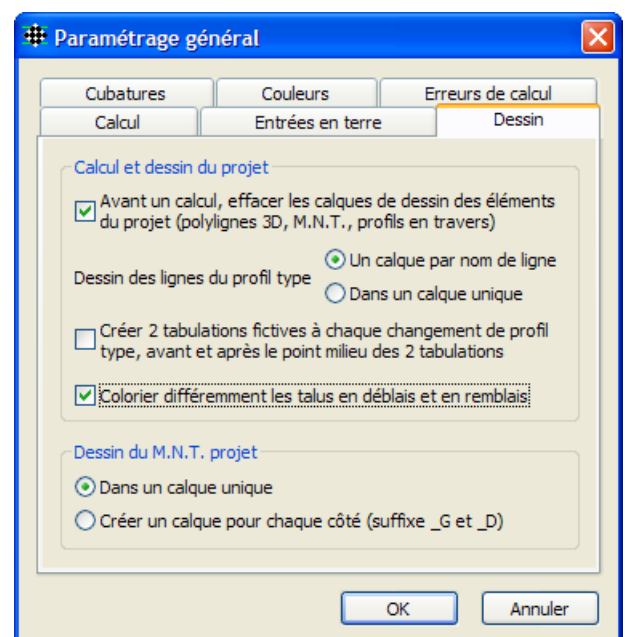 Paramétrage général
Cubatures
Couleurs
Erreurs de calcul
Calcul
Entrées en terre
Dessin
Calcul et dessin du projet
Avant un calcul, effacer les calques de dessin des éléments
du projet (polylignes 3D, M.N.T., profils en travers)
Dessin des lignes du profil type
Un calque par nom de ligne
Dans un calque unique
Créer 2 tabulations fictives à chaque changement de profil
type, avant et après le point milieu des 2 tabulations
Colorier différemment les talus en déblais et en remblais
Dessin du M.N.T. projet
Dans un calque unique
Créer un calque pour chaque côté (suffixe _G et _D)
OK
Annuler